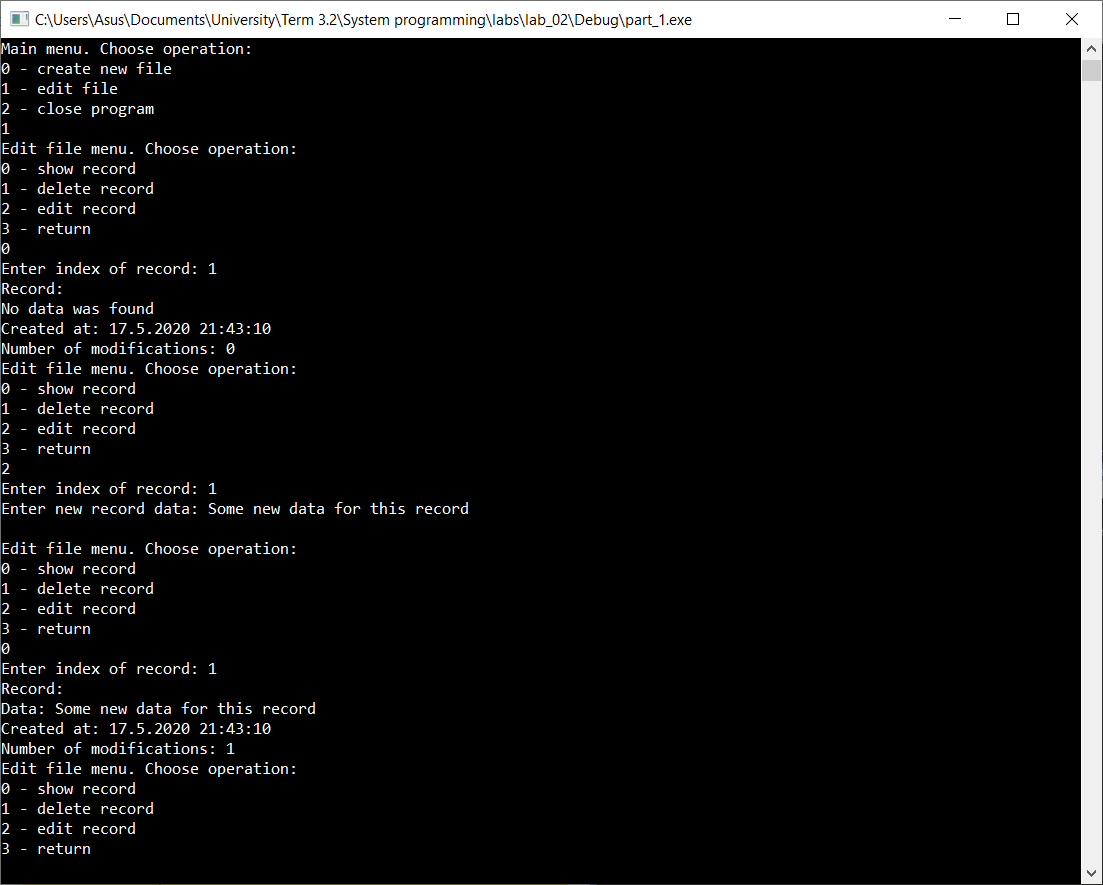 C:\Users\Asus\Documents\University\Term 3.2\System programming\labs\lab_02\Debug\part_1.exe
Main menu. Choose operation:
0 - create new file
1 - edit file
2 - close program
1
Edit file menu. Choose operation:
0 - show record
1 - delete record
2 - edit record
3 - return
0
Enter index of record: 1
Record:
No data was found
Created at: 17.5.2020 21:43:10
Number of modifications: 0
Edit file menu. Choose operation:
0 - show record
1 - delete record
2 - edit record
3 - return
2
Enter index of record: 1
Enter new record data: Some new data for this record
Edit file menu. Choose operation:
0 - show record
1 - delete record
2 - edit record
3 - return
0
Enter index of record: 1
Record:
Data: Some new data for this record
Created at: 17.5.2020 21:43:10
Number of modifications: 1
Edit file menu. Choose operation:
0 - show record
1 - delete record
2 - edit record
3 - return